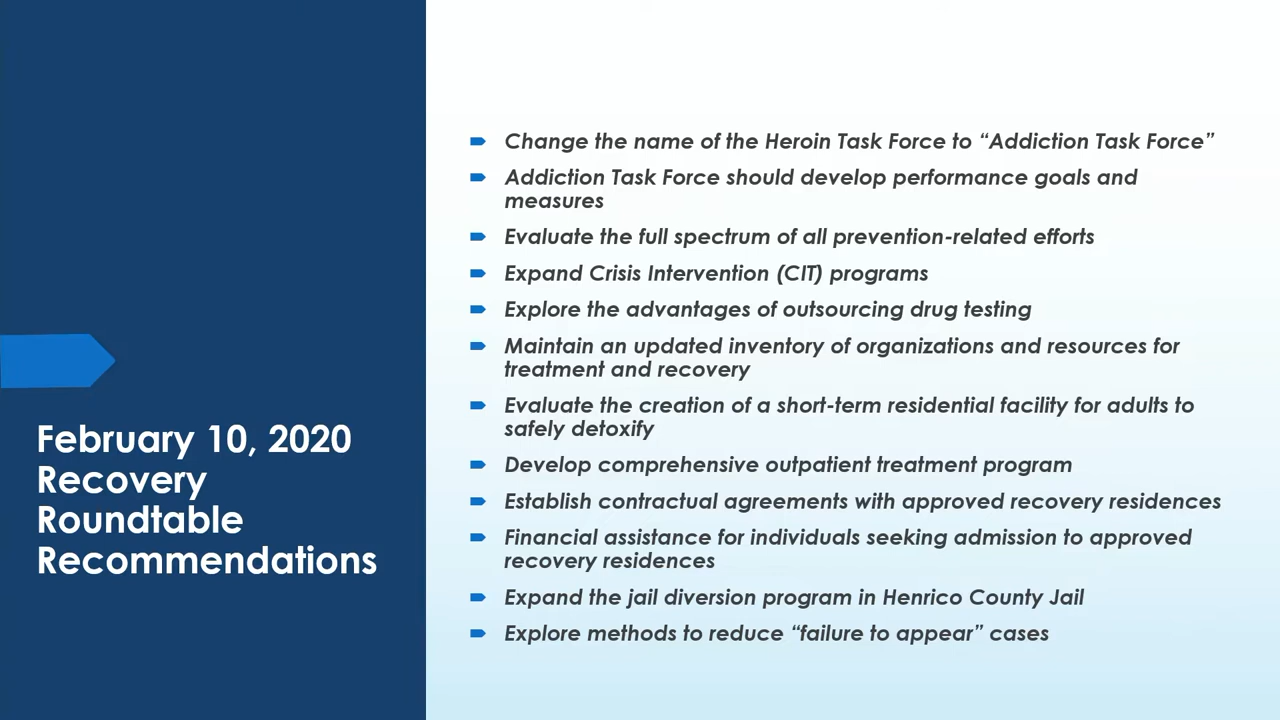 February 10, 2020
Recovery
Roundtable
Recommendations
Change the name of the Heroin Task Force to “Addiction Task Force”
Addiction Task Force should develop performance goals and
measures
Evaluate the full spectrum of all prevention-related efforts
Expand Crisis Intervention (CIT) programs
Explore the advantages of outsourcing drug testing
Maintain an updated inventory of organizations and resources for
treatment and recovery
Evaluate the creation of a short-term residential facility for adults to
safely detoxify
Develop comprehensive outpatient treatment program
Establish contractual agreements with approved recovery residences
Financial assistance for individuals seeking admission to approved
recovery residences
Expand the jail diversion program in Henrico County Jail
Explore methods to reduce “failure to appear” cases